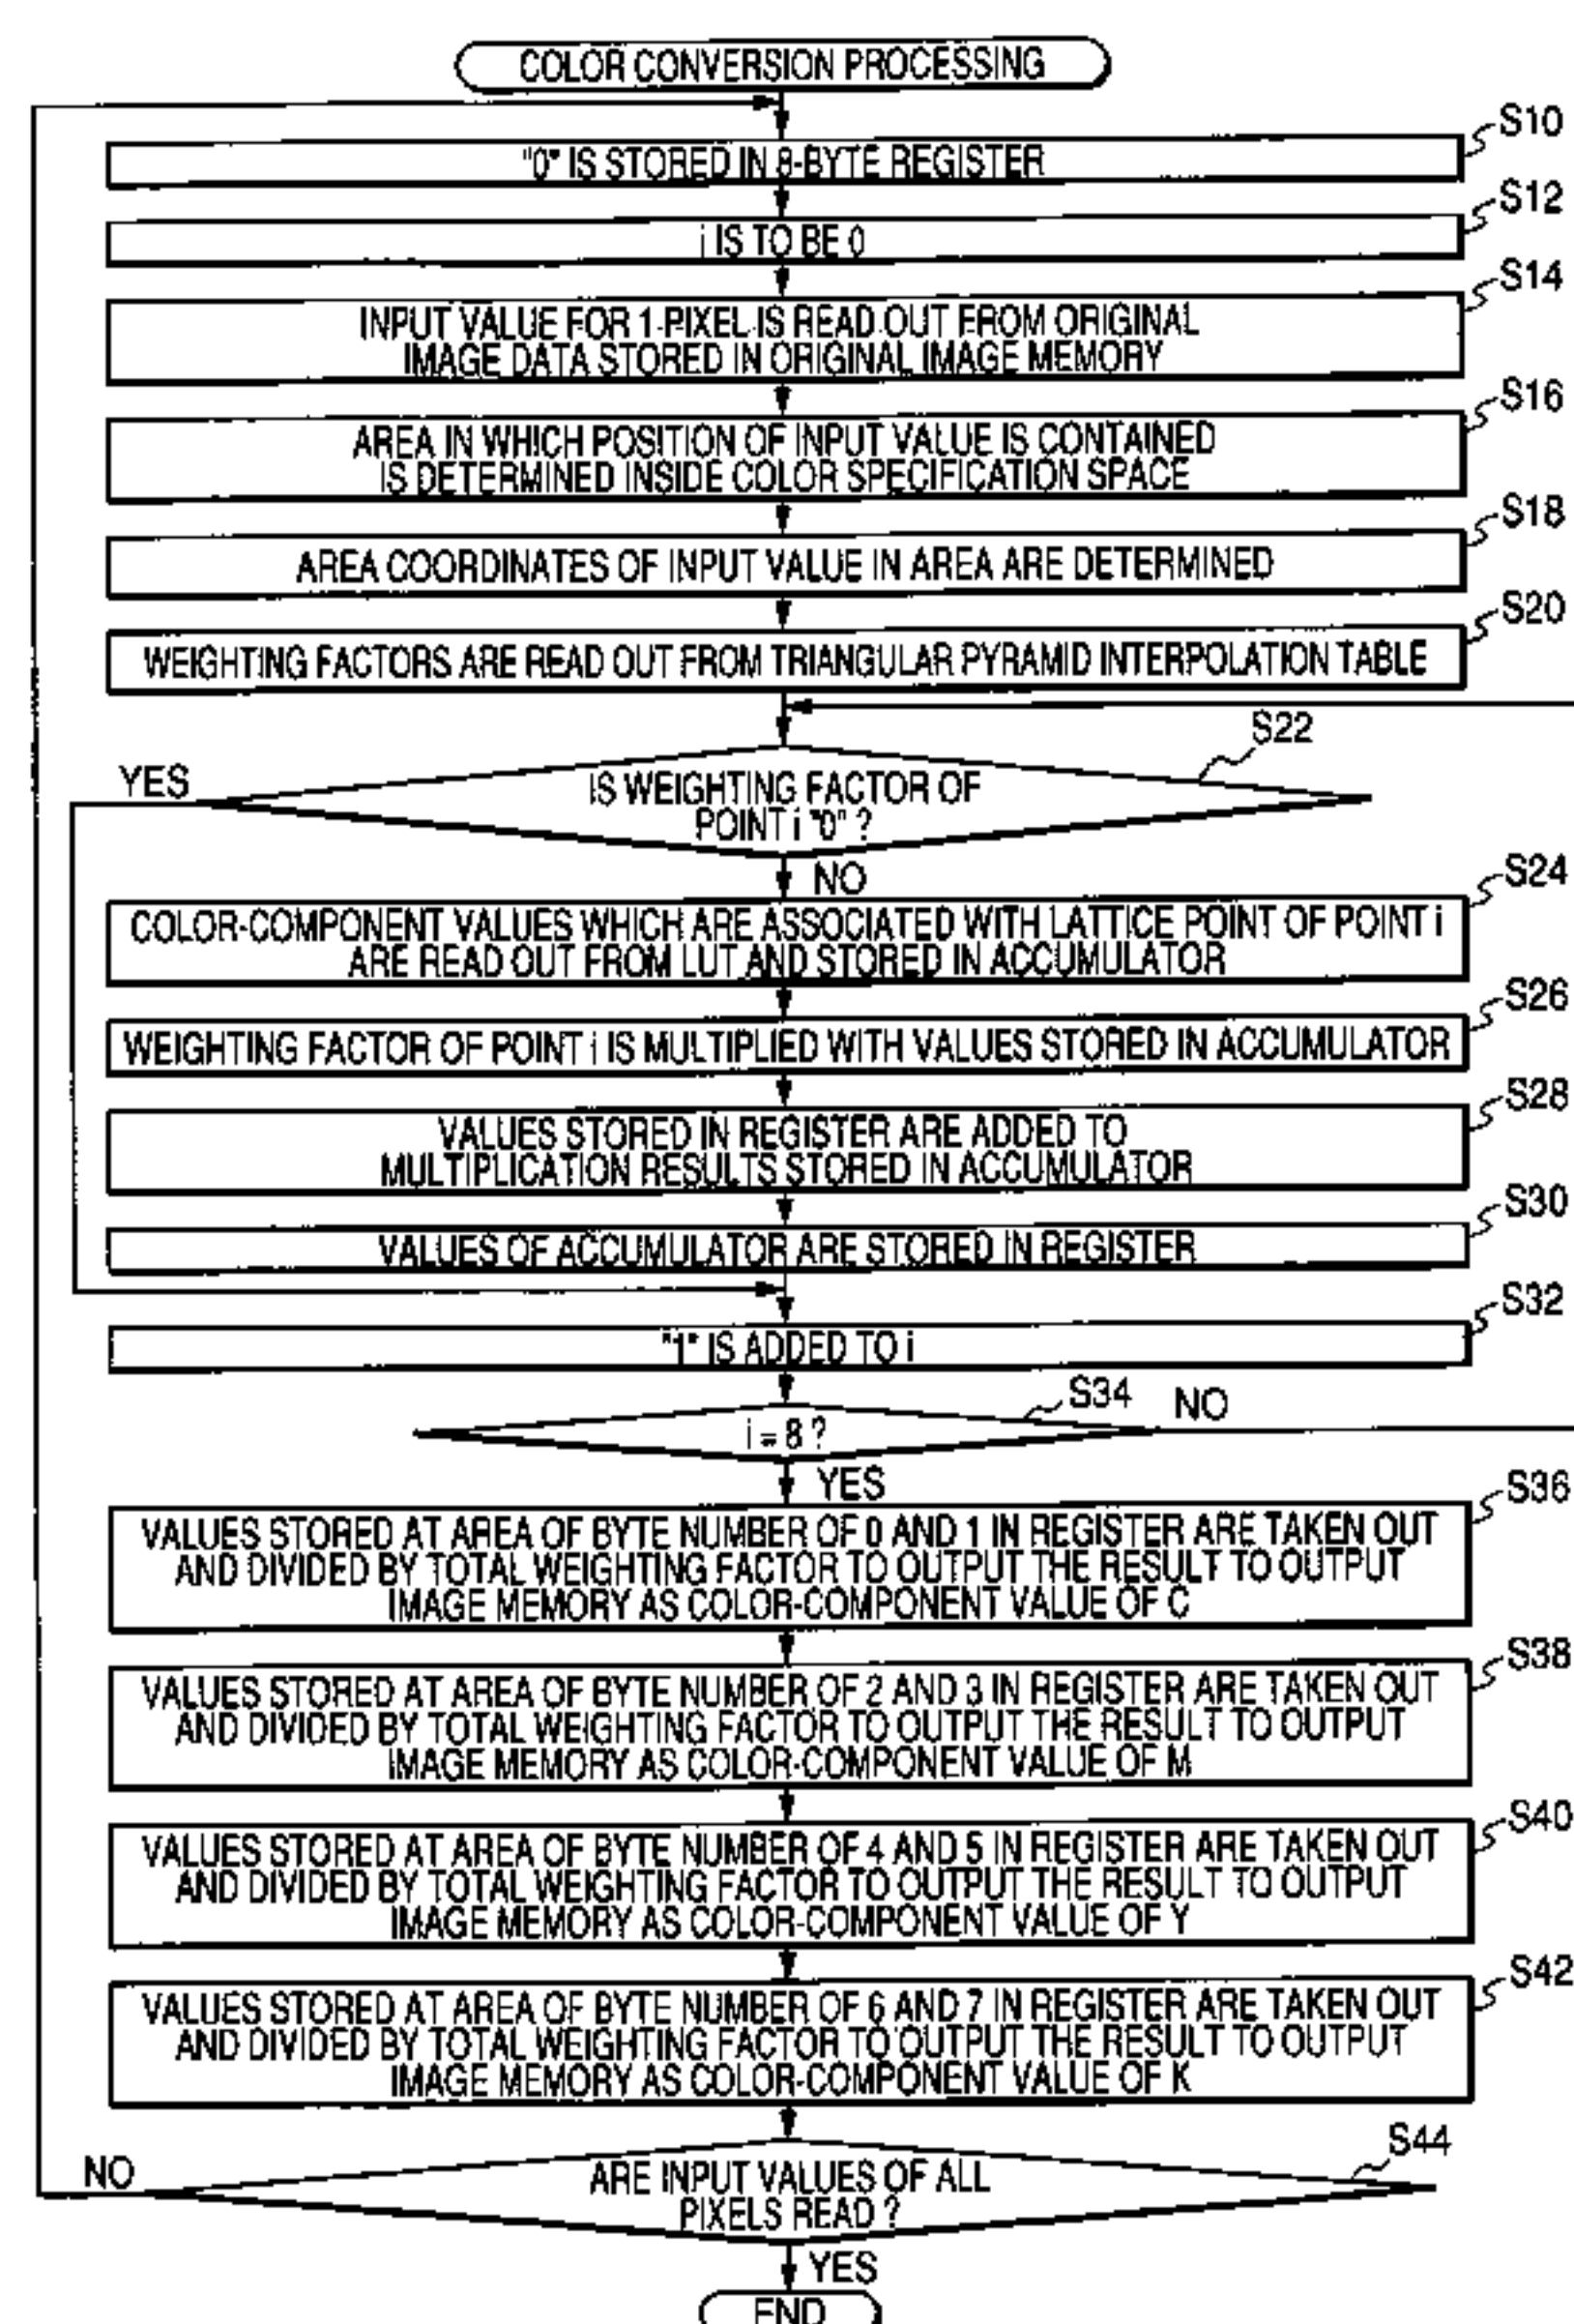 COLOR CONVERSION PROCESSING
S10
"0" IS STORED IN 8-BYTE REGISTER
S12
i IS TO BE 0
S14
INPUT VALUE FOR 1-PIXEL IS READ OUT FROM ORIGINAL
IMAGE DATA STORED IN ORIGINAL IMAGE MEMORY
S16
AREA IN WHICH POSITION OF INPUT VALUE IS CONTAINED
IS DETERMINED INSIDE COLOR SPECIFICATION SPACE
S18
AREA COORDINATES OF INPUT VALUE IN AREA ARE DETERMINED
S20
WEIGHTING FACTORS ARE READ OUT FROM TRIANGULAR PYRAMID INTERPOLATION TABLE
S22
YES
IS WEIGHTING FACTOR OF
POINT i "0" ?
NO
S24
COLOR-COMPONENT VALUES WHICH ARE ASSOCIATED WITH LATTICE POINT OF POINT i
ARE READ OUT FROM LUT AND STORED IN ACCUMULATOR
S26
WEIGHTING FACTOR OF POINT i IS MULTIPLIED WITH VALUES STORED IN ACCUMULATOR
S28
VALUES STORED IN REGISTER ARE ADDED TO
MULTIPLICATION RESULTS STORED IN ACCUMULATOR
S30
VALUES OF ACCUMULATOR ARE STORED IN REGISTER
S32
"1" IS ADDED TO i
S34
NO
i = 8 ?
YES
S36
VALUES STORED AT AREA OF BYTE NUMBER OF 0 AND 1 IN REGISTER ARE TAKEN OUT
AND DIVIDED BY TOTAL WEIGHTING FACTOR TO OUTPUT THE RESULT TO OUTPUT
IMAGE MEMORY AS COLOR-COMPONENT VALUE OF C
S38
VALUES STORED AT AREA OF BYTE NUMBER OF 2 AND 3 IN REGISTER ARE TAKEN OUT
AND DIVIDED BY TOTAL WEIGHTING FACTOR TO OUTPUT THE RESULT TO OUTPUT
IMAGE MEMORY AS COLOR-COMPONENT VALUE OF M
S40
VALUES STORED AT AREA OF BYTE NUMBER OF 4 AND 5 IN REGISTER ARE TAKEN OUT
AND DIVIDED BY TOTAL WEIGHTING FACTOR TO OUTPUT THE RESULT TO OUTPUT
IMAGE MEMORY AS COLOR-COMPONENT VALUE OF Y
S42
VALUES STORED AT AREA OF BYTE NUMBER OF 6 AND 7 IN REGISTER ARE TAKEN OUT
AND DIVIDED BY TOTAL WEIGHTING FACTOR TO OUTPUT THE RESULT TO OUTPUT
IMAGE MEMORY AS COLOR-COMPONENT VALUE OF K
S44
NO
ARE INPUT VALUES OF ALL
PIXELS READ ?
YES
END